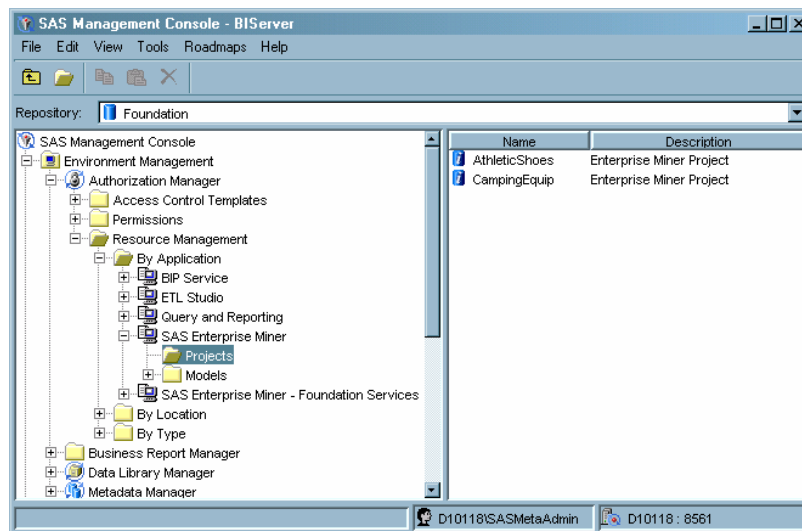 SAS Management Console - BIServer
File Edit View Tools Roadmaps Help
Repository: Foundation
SAS Management Console
Environment Management
Authorization Manager
Access Control Templates
Permissions
Resource Management
By Application
BIP Service
ETL Studio
Query and Reporting
SAS Enterprise Miner
Projects
Models
SAS Enterprise Miner - Foundation Services
By Location
By Type
Business Report Manager
Data Library Manager
Metadata Manager
Name Description
AthleticShoes Enterprise Miner Project
CampingEquip Enterprise Miner Project
D10118\SASMetaAdmin D10118 : 8561